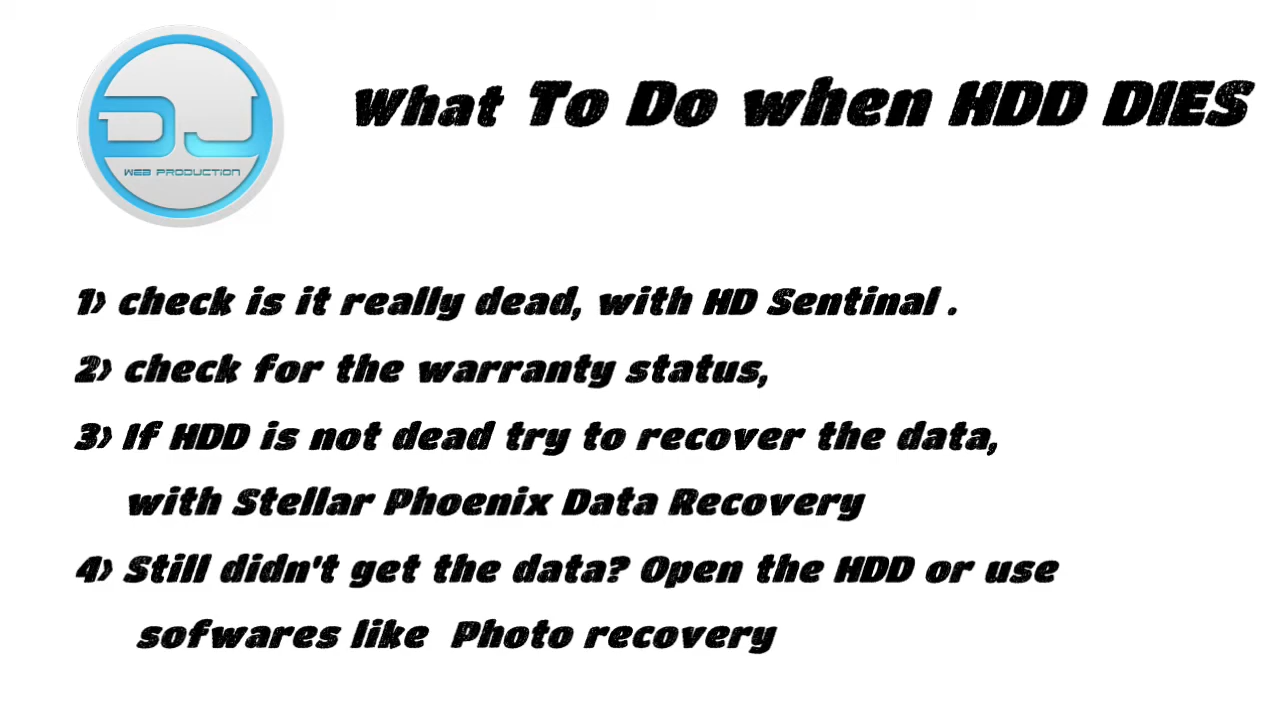 DJ
WEB PRODUCTION
What To Do when HDD DIES
1) check is it really dead, with HD Sentinal .
2) check for the warranty status,
3) If HDD is not dead try to recover the data,
with Stellar Phoenix Data Recovery
4) Still didn't get the data? Open the HDD or use
sofwares like Photo recovery